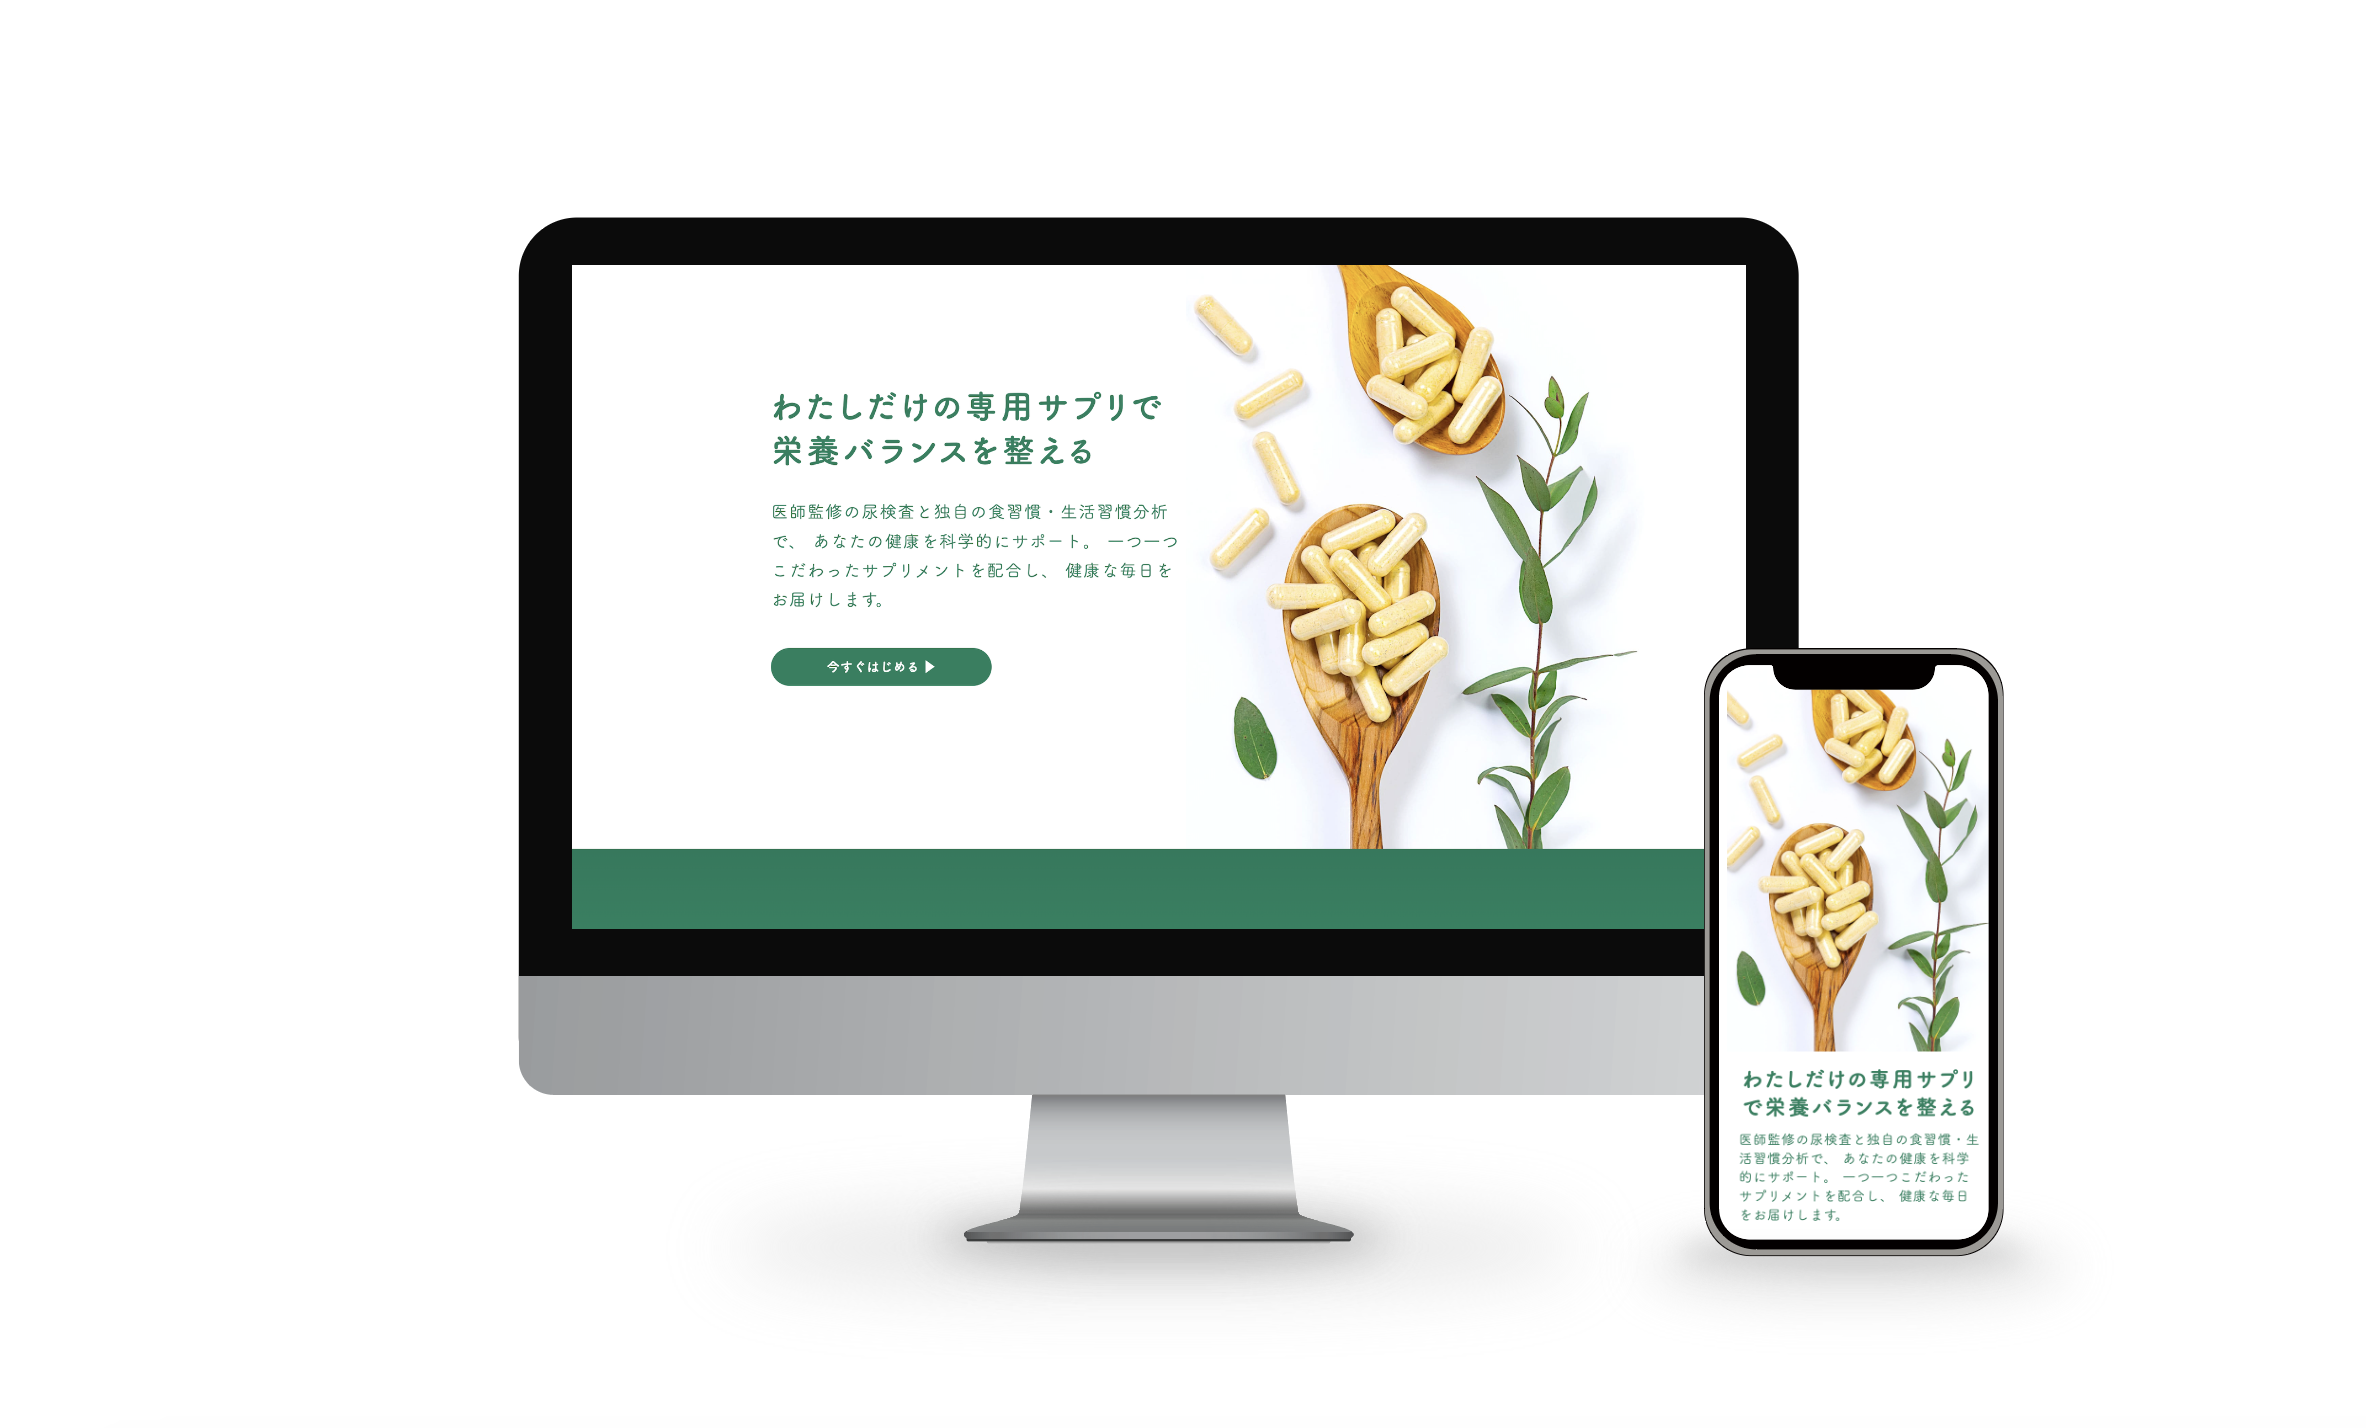 わたしだけの専用サプリで
栄養バランスを整える
医師監修の尿検査と独自の食習慣・生活習慣分析
で、 あなたの健康を科学的にサポート。 一つ一つ
こだわったサプリメントを配合し、 健康な毎日を
お届けします。
今すぐはじめる ▶
わたしだけの専用サプリ
で栄養バランスを整える
医師監修の尿検査と独自の食習慣・生
活習慣分析で、 あなたの健康を科学
的にサポート。 一つ一つこだわった
サプリメントを配合し、 健康な毎日
をお届けします。